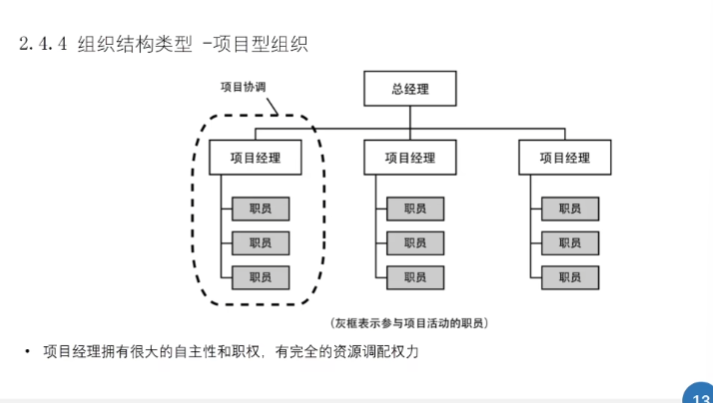 2.4.4 组织结构类型 -项目型组织
项目协调
总经理
项目经理 项目经理 项目经理
职员 职员 职员
职员 职员 职员
职员 职员 职员
(灰框表示参与项目活动的职员)
• 项目经理拥有很大的自主性和职权，有完全的资源调配权力
13